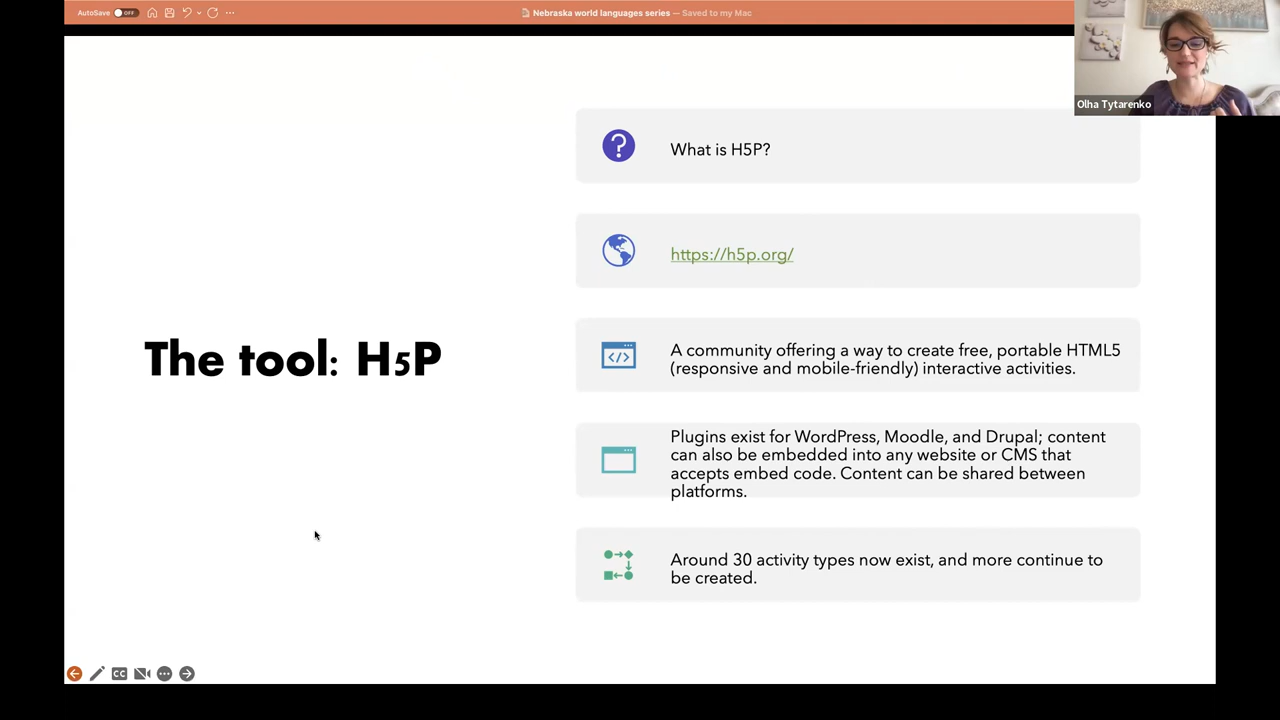 AutoSave OFF
Nebraska world languages series — Saved to my Mac
Olha Tytarenko
The tool: H5P
What is H5P?
https://h5p.org/
A community offering a way to create free, portable HTML5
(responsive and mobile-friendly) interactive activities.
Plugins exist for WordPress, Moodle, and Drupal; content
can also be embedded into any website or CMS that
accepts embed code. Content can be shared between
platforms.
Around 30 activity types now exist, and more continue to
be created.
CC